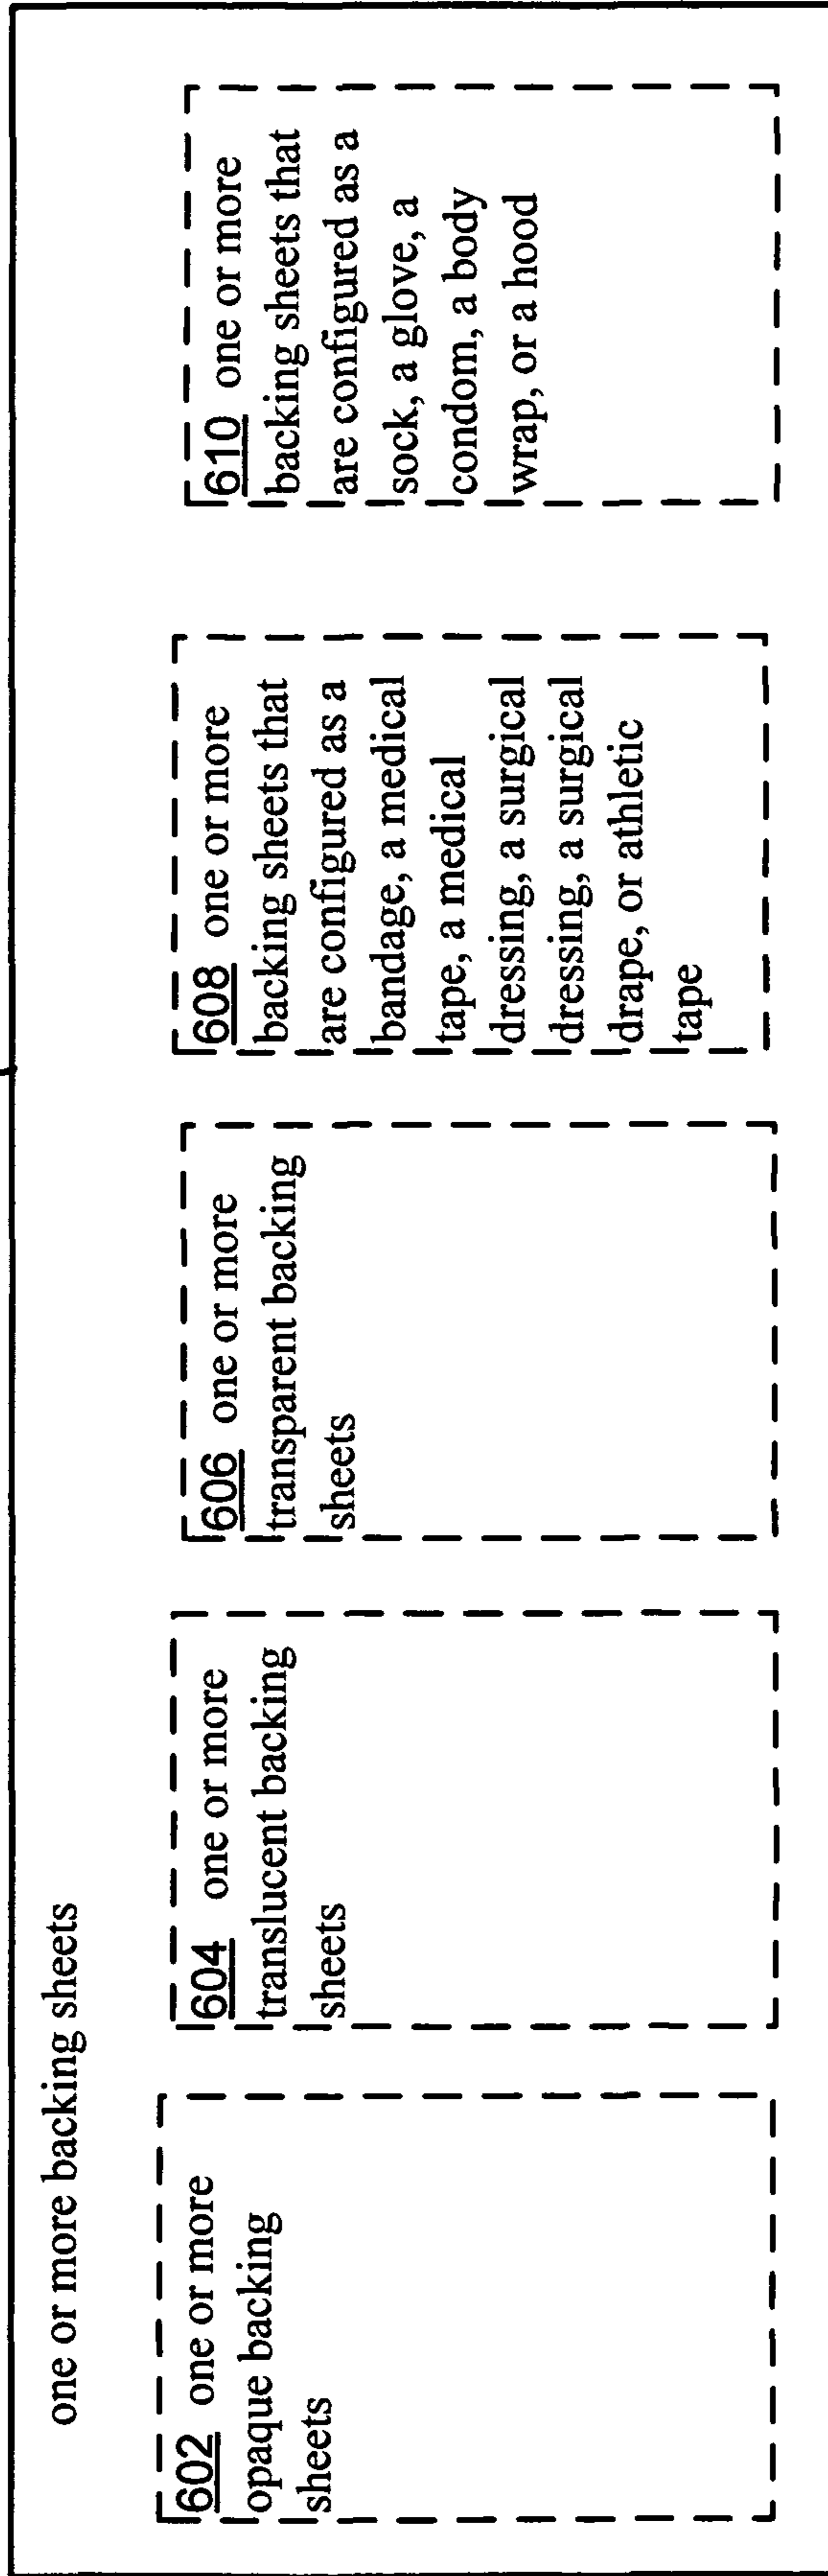 one or more backing sheets
602 one or more
opaque backing
sheets
604 one or more
translucent backing
sheets
606 one or more
transparent backing
sheets
608 one or more
backing sheets that
are configured as a
bandage, a medical
tape, a medical
dressing, a surgical
dressing, a surgical
drape, or athletic
tape
610 one or more
backing sheets that
are configured as a
sock, a glove, a
condom, a body
wrap, or a hood